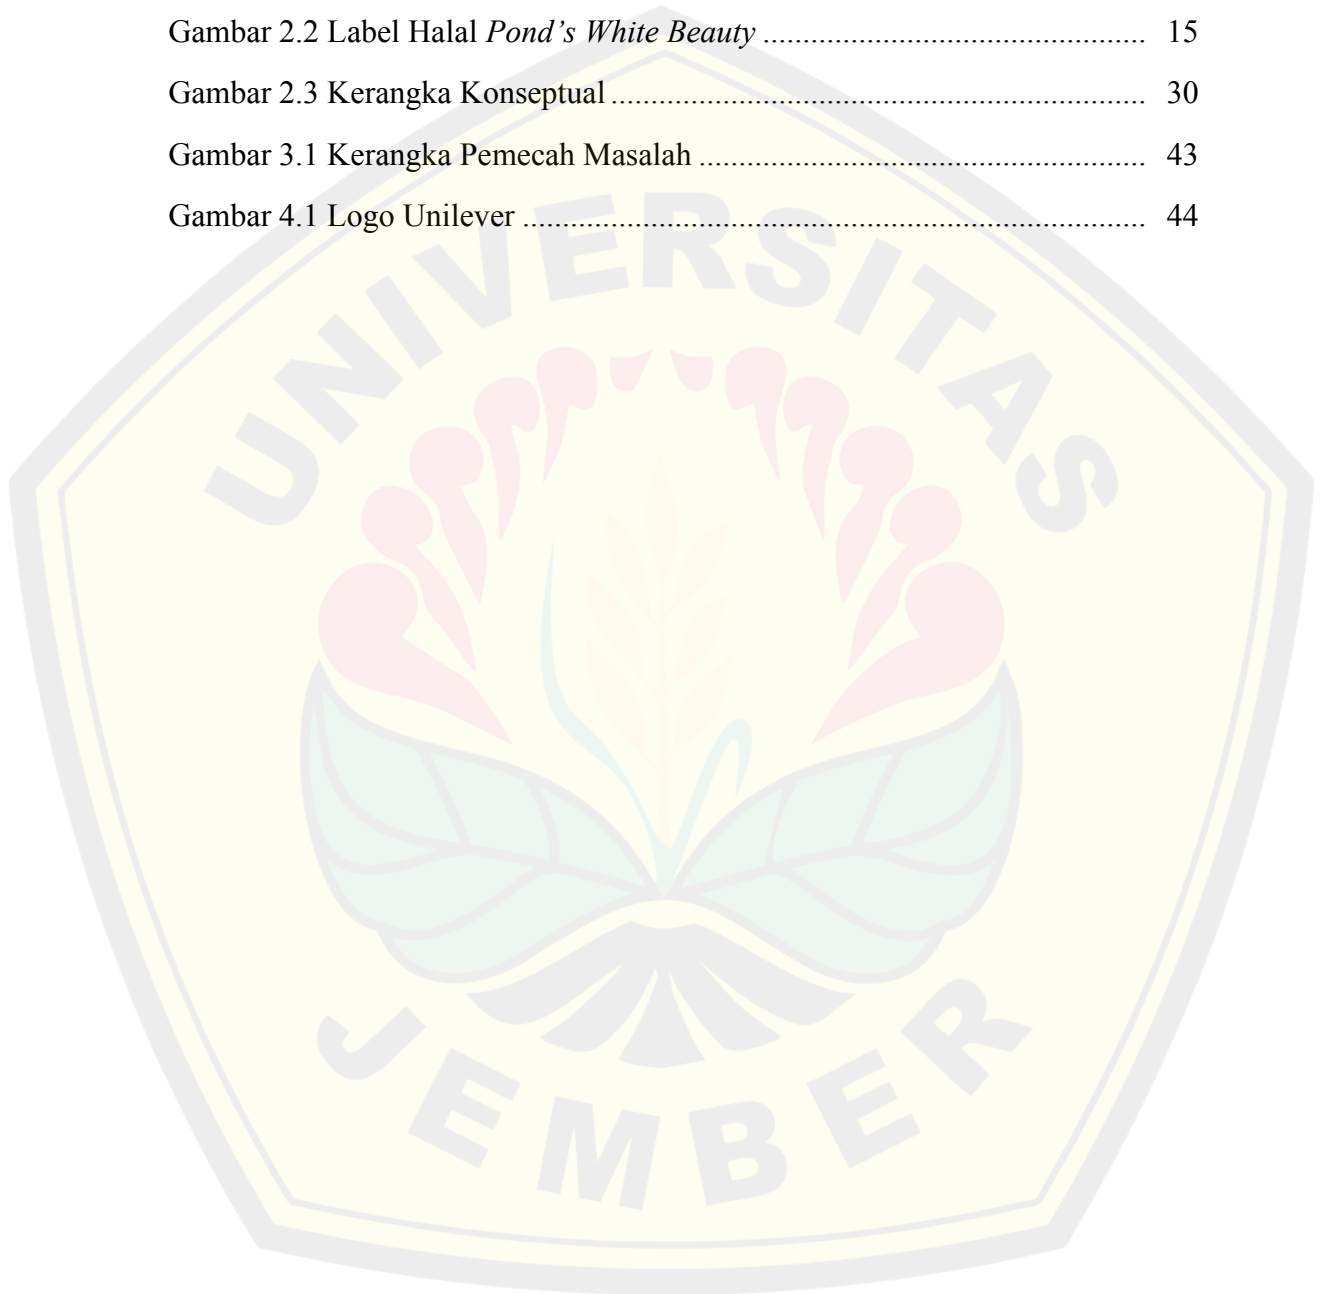 Gambar 2.2 Label Halal Pond’s White Beauty ................................................ 15
Gambar 2.3 Kerangka Konseptual .................................................................... 30
Gambar 3.1 Kerangka Pemecah Masalah ......................................................... 43
Gambar 4.1 Logo Unilever ............................................................................... 44
UNIVERSITAS
JEMBER